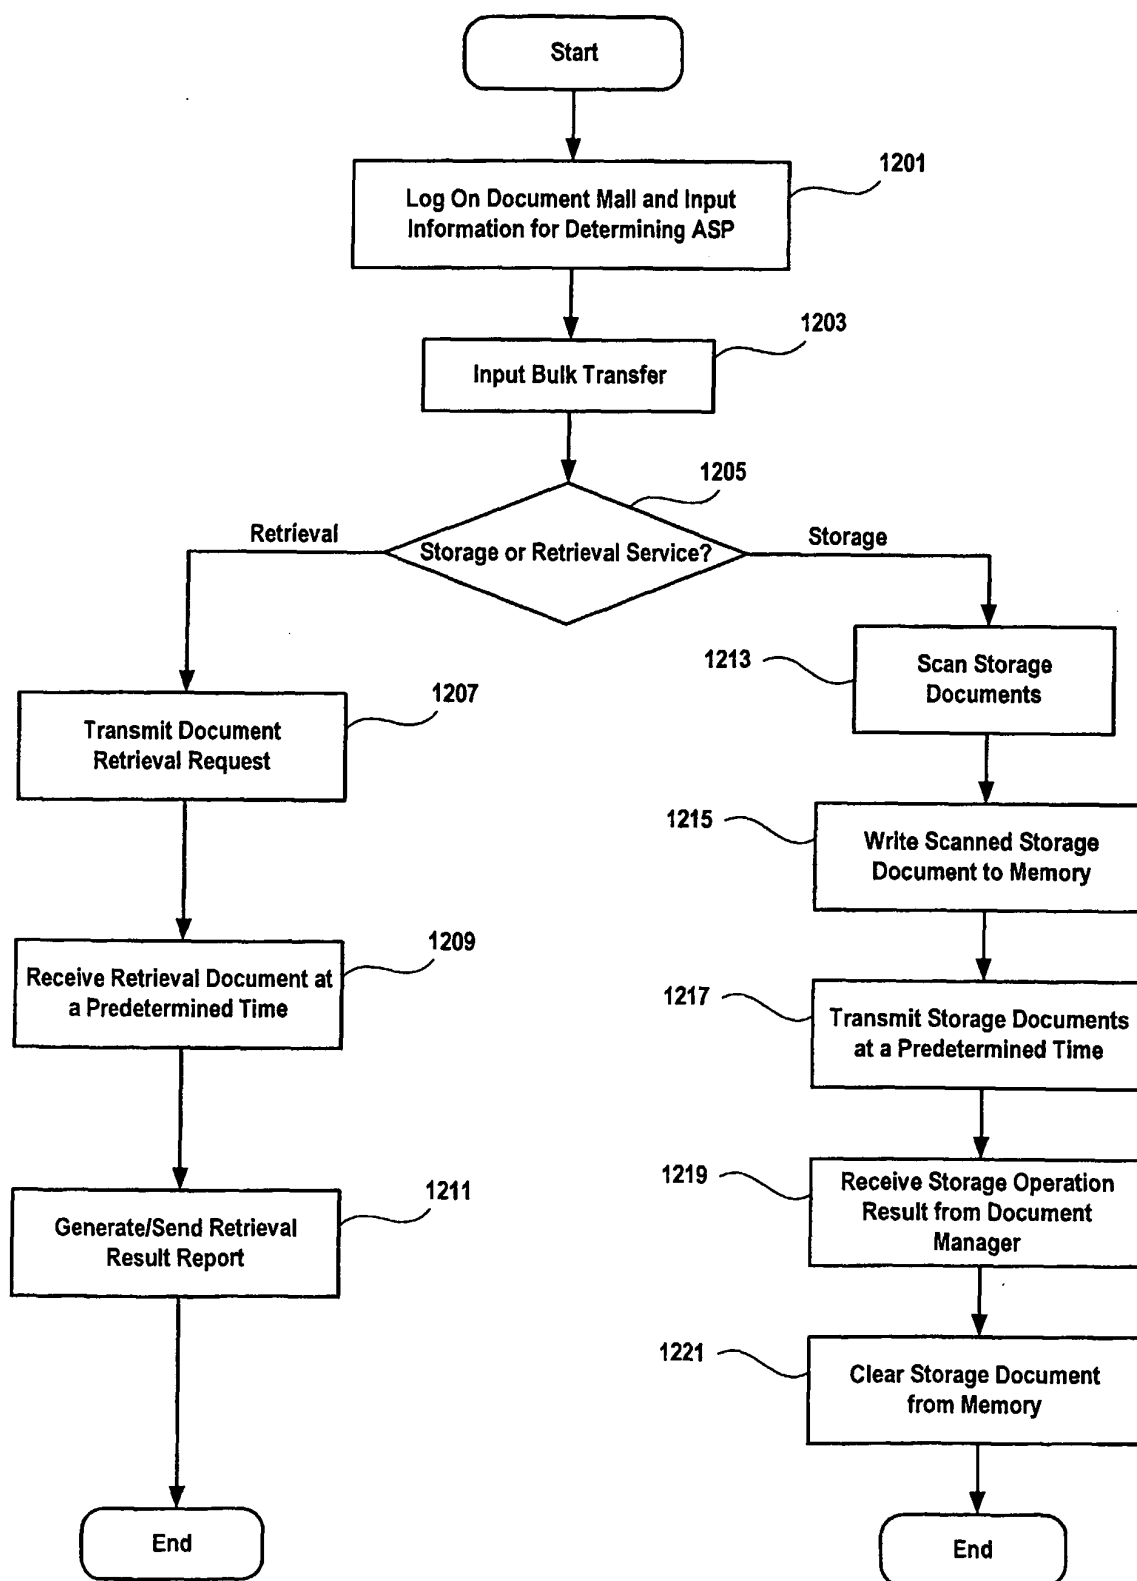 Start
1201
Log On Document Mall and Input
Information for Determining ASP
1203
Input Bulk Transfer
1205
Storage or Retrieval Service?
Retrieval
Storage
1207
Transmit Document
Retrieval Request
1209
Receive Retrieval Document at
a Predetermined Time
1211
Generate/Send Retrieval
Result Report
End
1213
Scan Storage
Documents
1215
Write Scanned Storage
Document to Memory
1217
Transmit Storage Documents
at a Predetermined Time
1219
Receive Storage Operation
Result from Document
Manager
1221
Clear Storage Document
from Memory
End